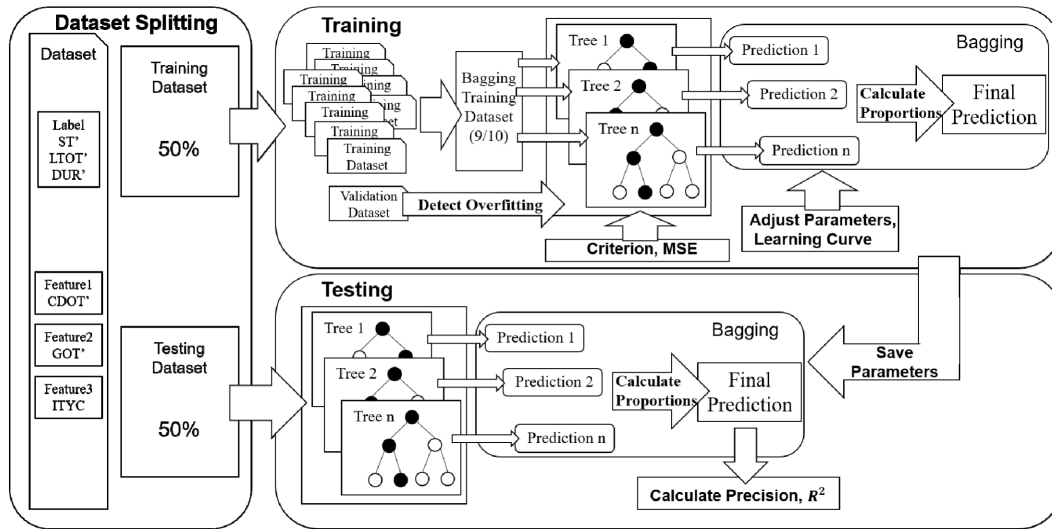 Dataset Splitting
Dataset
Label
ST’
LTOT’
DUR’
Feature1
CDOT’
Feature2
GOT’
Feature3
ITYC
Training
Dataset
50%
Testing
Dataset
50%
Training
Training
Training
Training
Training
Training
Training
Training
Training
Dataset
Validation
Dataset
Detect Overfitting
Bagging
Training
Dataset
(9/10)
Tree 1
Tree 2
Tree n
Criterion, MSE
Prediction 1
Prediction 2
Prediction n
Bagging
Calculate
Proportions
Final
Prediction
Adjust Parameters,
Learning Curve
Testing
Tree 1
Tree 2
Tree n
Prediction 1
Prediction 2
Prediction n
Bagging
Calculate
Proportions
Final
Prediction
Save
Parameters
Calculate Precision, R²